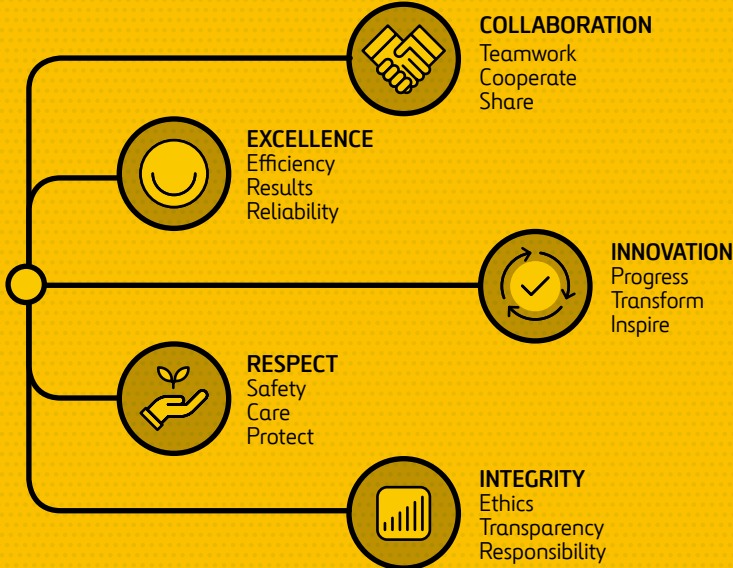 COLLABORATION
Teamwork
Cooperate
Share
EXCELLENCE
Efficiency
Results
Reliability
INNOVATION
Progress
Transform
Inspire
RESPECT
Safety
Care
Protect
INTEGRITY
Ethics
Transparency
Responsibility